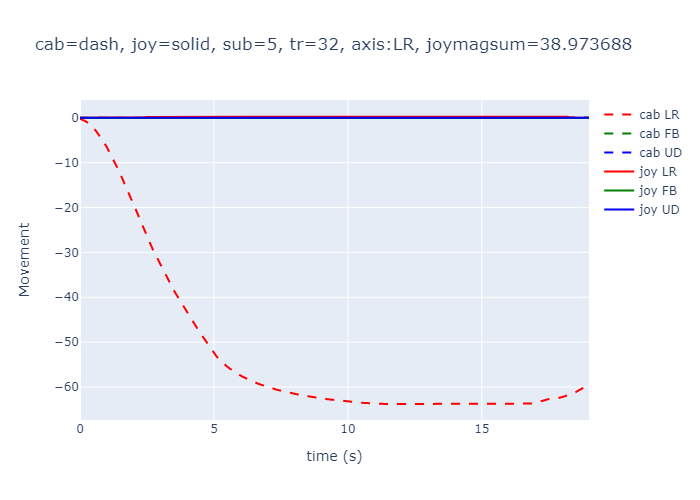 cab=dash, joy=solid, sub=5, tr=32, axis:LR, joymagsum=38.973688
0
−10
−20
−30
−40
−50
−60
Movement
0
5
10
15
time (s)
cab LR
cab FB
cab UD
joy LR
joy FB
joy UD